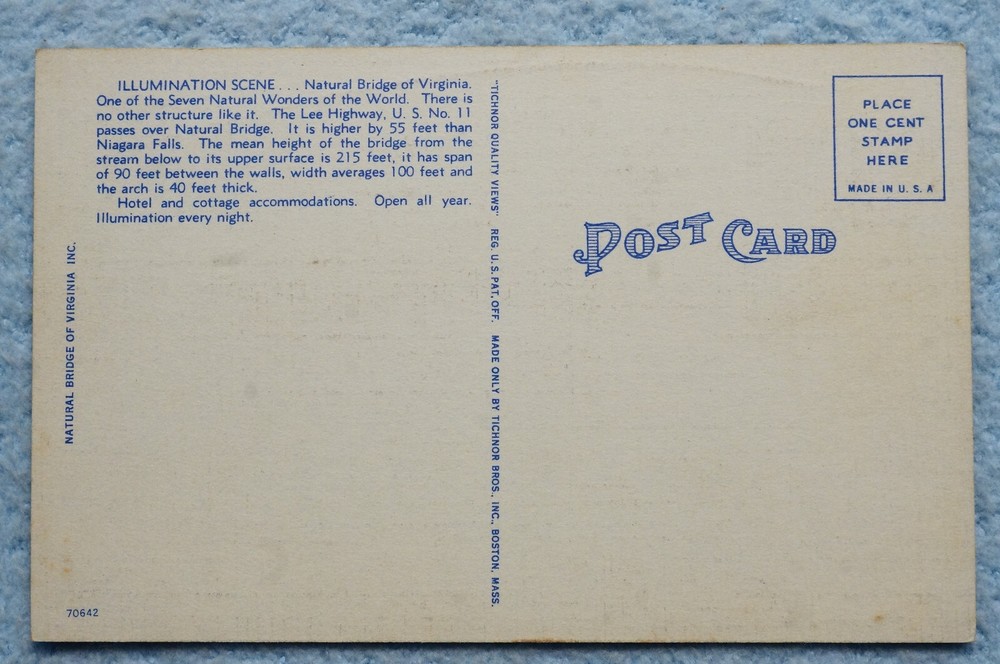 ILLUMINATION SCENE . . . Natural Bridge of Virginia.
One of the Seven Natural Wonders of the World. There is
no other structure like it. The Lee Highway, U. S. No. 11
passes over Natural Bridge. It is higher by 55 feet than
Niagara Falls. The mean height of the bridge from the
stream below to its upper surface is 215 feet, it has span
of 90 feet between the walls, width averages 100 feet and
the arch is 40 feet thick.
Hotel and cottage accommodations. Open all year.
Illumination every night.
NATURAL BRIDGE OF VIRGINIA INC.
70642
"TICHNOR QUALITY VIEWS" REG. U. S. PAT. OFF. MADE ONLY BY TICHNOR BROS., INC., BOSTON, MASS.
POST CARD
PLACE
ONE CENT
STAMP
HERE
MADE IN U. S. A